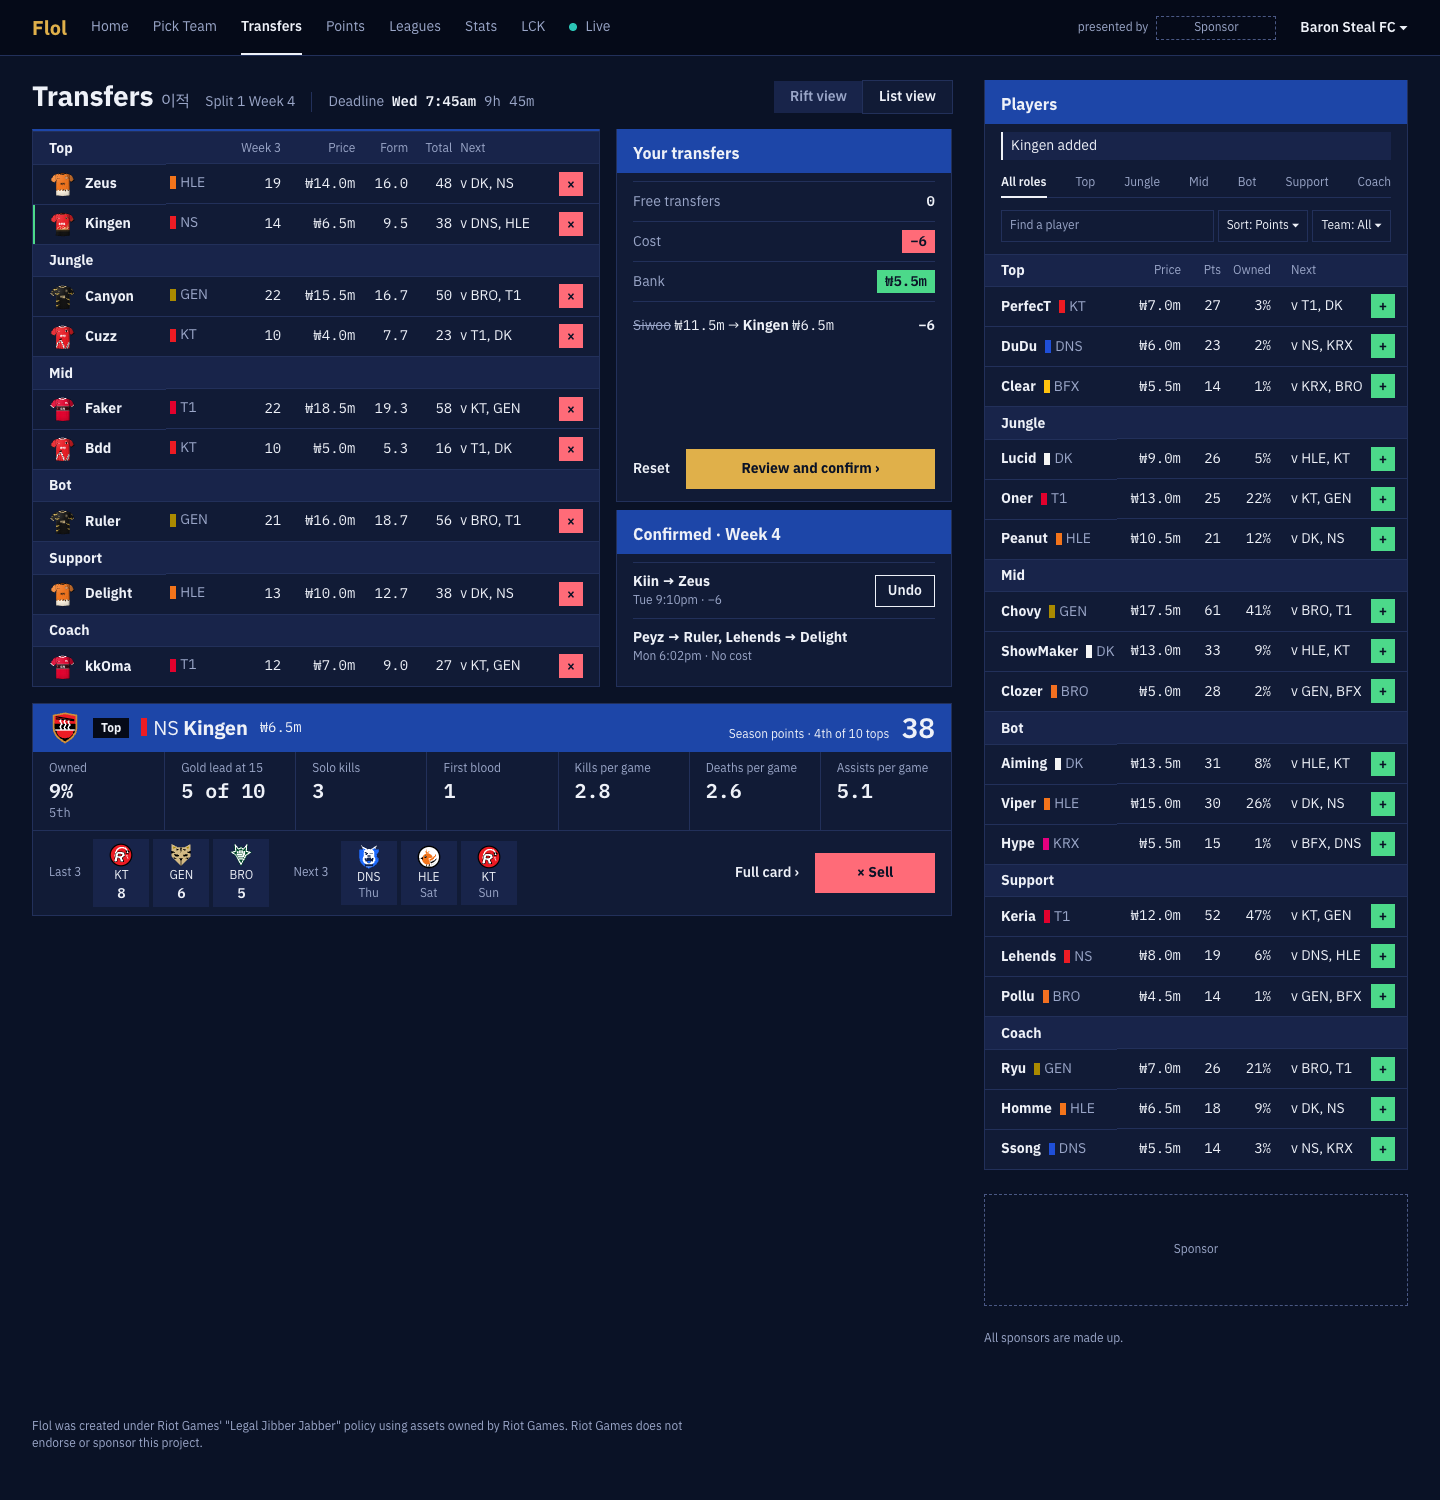 Flol Home Pick Team Transfers Points Leagues Stats LCK Live presented by Sponsor Baron Steal FC
Transfers 이적 Split 1 Week 4 Deadline Wed 7:45am 9h 45m Rift view List view
Top Week 3 Price Form Total Next
Zeus HLE 19 ₩14.0m 16.0 48 v DK, NS ×
Kingen NS 14 ₩6.5m 9.5 38 v DNS, HLE ×
Jungle
Canyon GEN 22 ₩15.5m 16.7 50 v BRO, T1 ×
Cuzz KT 10 ₩4.0m 7.7 23 v T1, DK ×
Mid
Faker T1 22 ₩18.5m 19.3 58 v KT, GEN ×
Bdd KT 10 ₩5.0m 5.3 16 v T1, DK ×
Bot
Ruler GEN 21 ₩16.0m 18.7 56 v BRO, T1 ×
Support
Delight HLE 13 ₩10.0m 12.7 38 v DK, NS ×
Coach
kkOma T1 12 ₩7.0m 9.0 27 v KT, GEN ×
Your transfers
Free transfers 0
Cost −6
Bank ₩5.5m
Siwoo ₩11.5m → Kingen ₩6.5m −6
Reset Review and confirm ›
Confirmed · Week 4
Kiin → Zeus
Tue 9:10pm · −6
Undo
Peyz → Ruler, Lehends → Delight
Mon 6:02pm · No cost
Top NS Kingen ₩6.5m Season points · 4th of 10 tops 38
Owned Gold lead at 15 Solo kills First blood Kills per game Deaths per game Assists per game
9% 5 of 10 3 1 2.8 2.6 5.1
5th
Last 3 KT GEN BRO Next 3 DNS HLE KT
8 6 5 Thu Sat Sun
Full card › × Sell
Players
Kingen added
All roles Top Jungle Mid Bot Support Coach
Find a player Sort: Points Team: All
Top Price Pts Owned Next
PerfecT KT ₩7.0m 27 3% v T1, DK +
DuDu DNS ₩6.0m 23 2% v NS, KRX +
Clear BFX ₩5.5m 14 1% v KRX, BRO +
Jungle
Lucid DK ₩9.0m 26 5% v HLE, KT +
Oner T1 ₩13.0m 25 22% v KT, GEN +
Peanut HLE ₩10.5m 21 12% v DK, NS +
Mid
Chovy GEN ₩17.5m 61 41% v BRO, T1 +
ShowMaker DK ₩13.0m 33 9% v HLE, KT +
Clozer BRO ₩5.0m 28 2% v GEN, BFX +
Bot
Aiming DK ₩13.5m 31 8% v HLE, KT +
Viper HLE ₩15.0m 30 26% v DK, NS +
Hype KRX ₩5.5m 15 1% v BFX, DNS +
Support
Keria T1 ₩12.0m 52 47% v KT, GEN +
Lehends NS ₩8.0m 19 6% v DNS, HLE +
Pollu BRO ₩4.5m 14 1% v GEN, BFX +
Coach
Ryu GEN ₩7.0m 26 21% v BRO, T1 +
Homme HLE ₩6.5m 18 9% v DK, NS +
Ssong DNS ₩5.5m 14 3% v NS, KRX +
Sponsor
All sponsors are made up.
Flol was created under Riot Games' "Legal Jibber Jabber" policy using assets owned by Riot Games. Riot Games does not
endorse or sponsor this project.